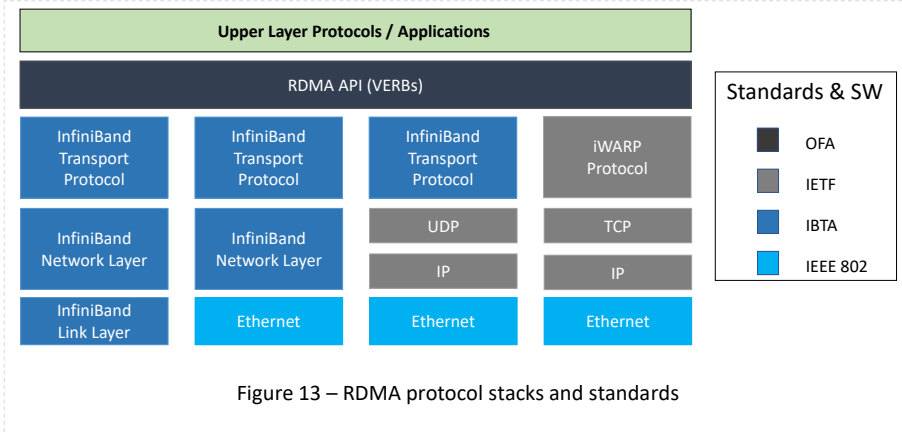 Upper Layer Protocols / Applications
RDMA API (VERBs)
InfiniBand
Transport
Protocol
InfiniBand
Transport
Protocol
InfiniBand
Transport
Protocol
iWARP
Protocol
InfiniBand
Network Layer
InfiniBand
Network Layer
UDP
IP
TCP
IP
InfiniBand
Link Layer
Ethernet
Ethernet
Ethernet
Standards & SW
OFA
IETF
IBTA
IEEE 802
Figure 13 – RDMA protocol stacks and standards